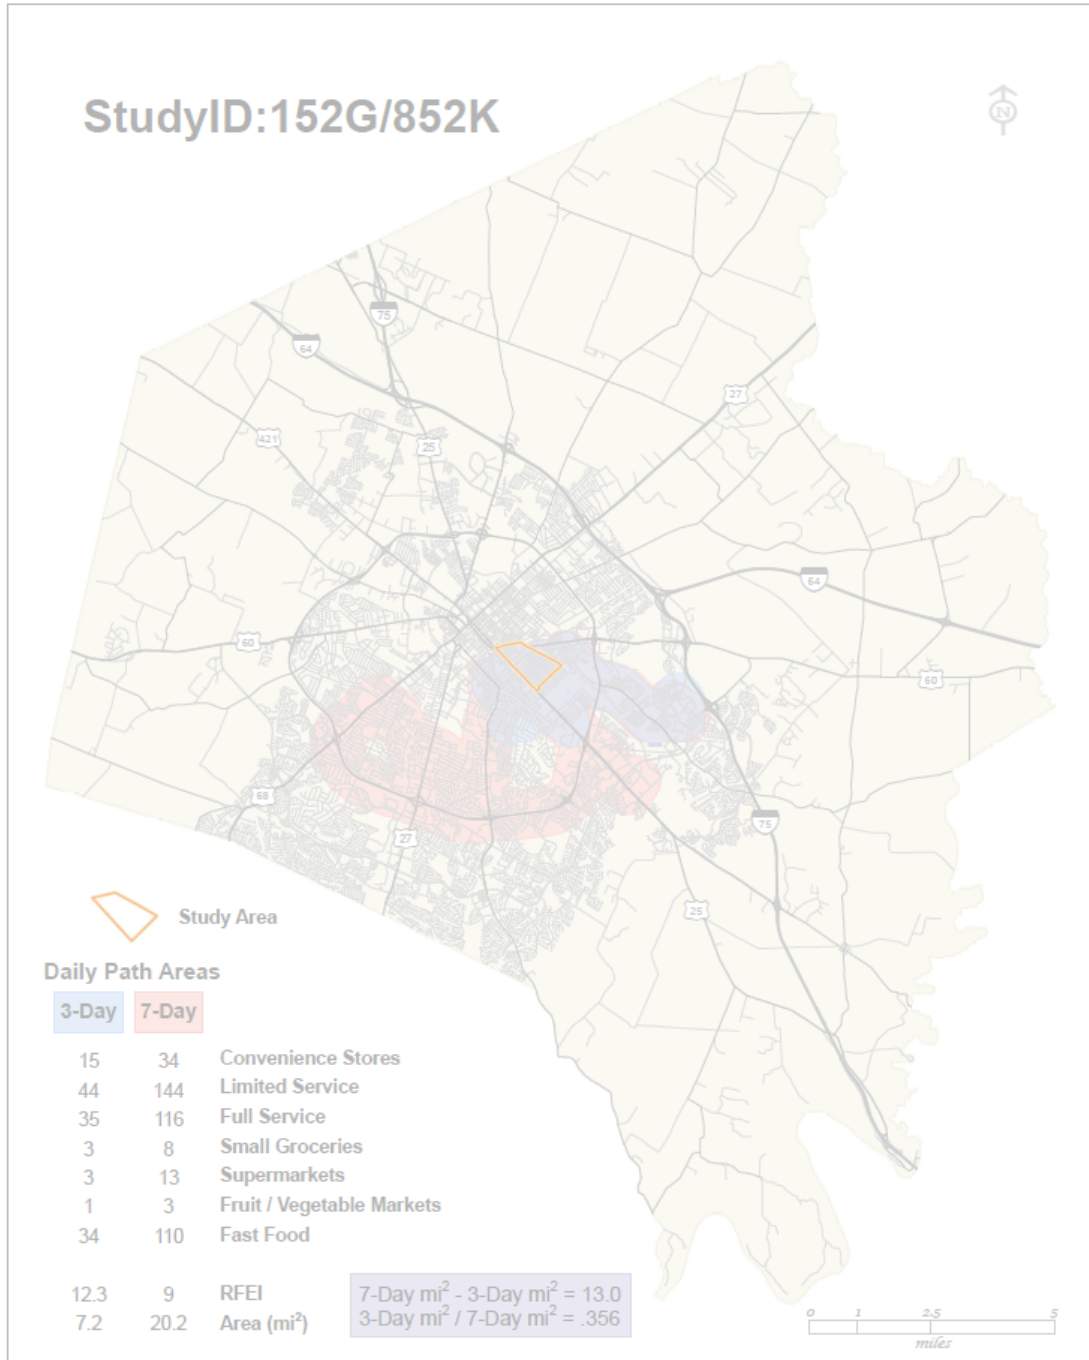 StudyID:152G/852K
N
75
64
27
421
25
64
60
60
68
27
75
25
Study Area
Daily Path Areas
3-Day 7-Day
15 34 Convenience Stores
44 144 Limited Service
35 116 Full Service
3 8 Small Groceries
3 13 Supermarkets
1 3 Fruit / Vegetable Markets
34 110 Fast Food
12.3 9 RFEI
7.2 20.2 Area (mi²)
7-Day mi² - 3-Day mi² = 13.0
3-Day mi² / 7-Day mi² = .356
0 1 2.5 5
miles